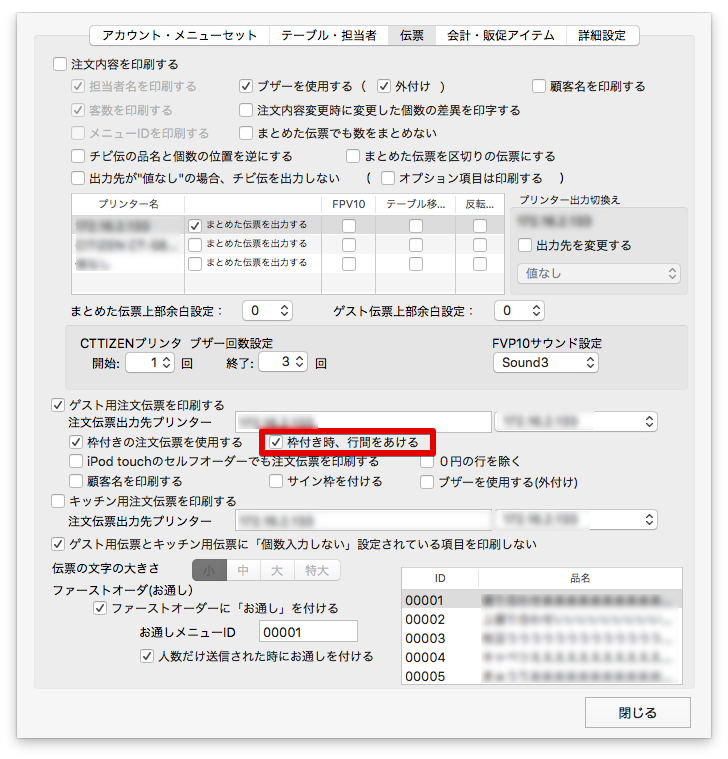 アカウント・メニューセット テーブル・担当者 伝票 会計・販促アイテム 詳細設定
注文内容を印刷する
担当者名を印刷する ブザーを使用する ( 外付け ) 顧客名を印刷する
客数を印刷する 注文内容変更時に変更した個数の差異を印字する
メニューIDを印刷する まとめた伝票でも数をまとめない
チビ伝の品名と個数の位置を逆にする まとめた伝票を区切りの伝票にする
出力先が"値なし"の場合、チビ伝を出力しない ( オプション項目は印刷する )
プリンター名 FPV10 テーブル移... 反転... プリンター出力切換え
まとめた伝票を出力する
まとめた伝票を出力する 出力先を変更する
まとめた伝票を出力する 値なし
まとめた伝票上部余白設定： 0 ゲスト伝票上部余白設定： 0
CTTIZENプリンタ ブザー回数設定 FVP10サウンド設定
開始: 1 回 終了: 3 回 Sound3
ゲスト用注文伝票を印刷する
注文伝票出力先プリンター
枠付きの注文伝票を使用する 枠付き時、行間をあける
iPod touchのセルフオーダーでも注文伝票を印刷する ０円の行を除く
顧客名を印刷する サイン枠を付ける ブザーを使用する(外付け)
キッチン用注文伝票を印刷する
注文伝票出力先プリンター
ゲスト用伝票とキッチン用伝票に「個数入力しない」設定されている項目を印刷しない
伝票の文字の大きさ 小 中 大 特大
ファーストオーダ(お通し) ID 品名
ファーストオーダーに「お通し」を付ける 00001
お通しメニューID 00001 00002
人数だけ送信された時にお通しを付ける 00003
00004
00005
閉じる